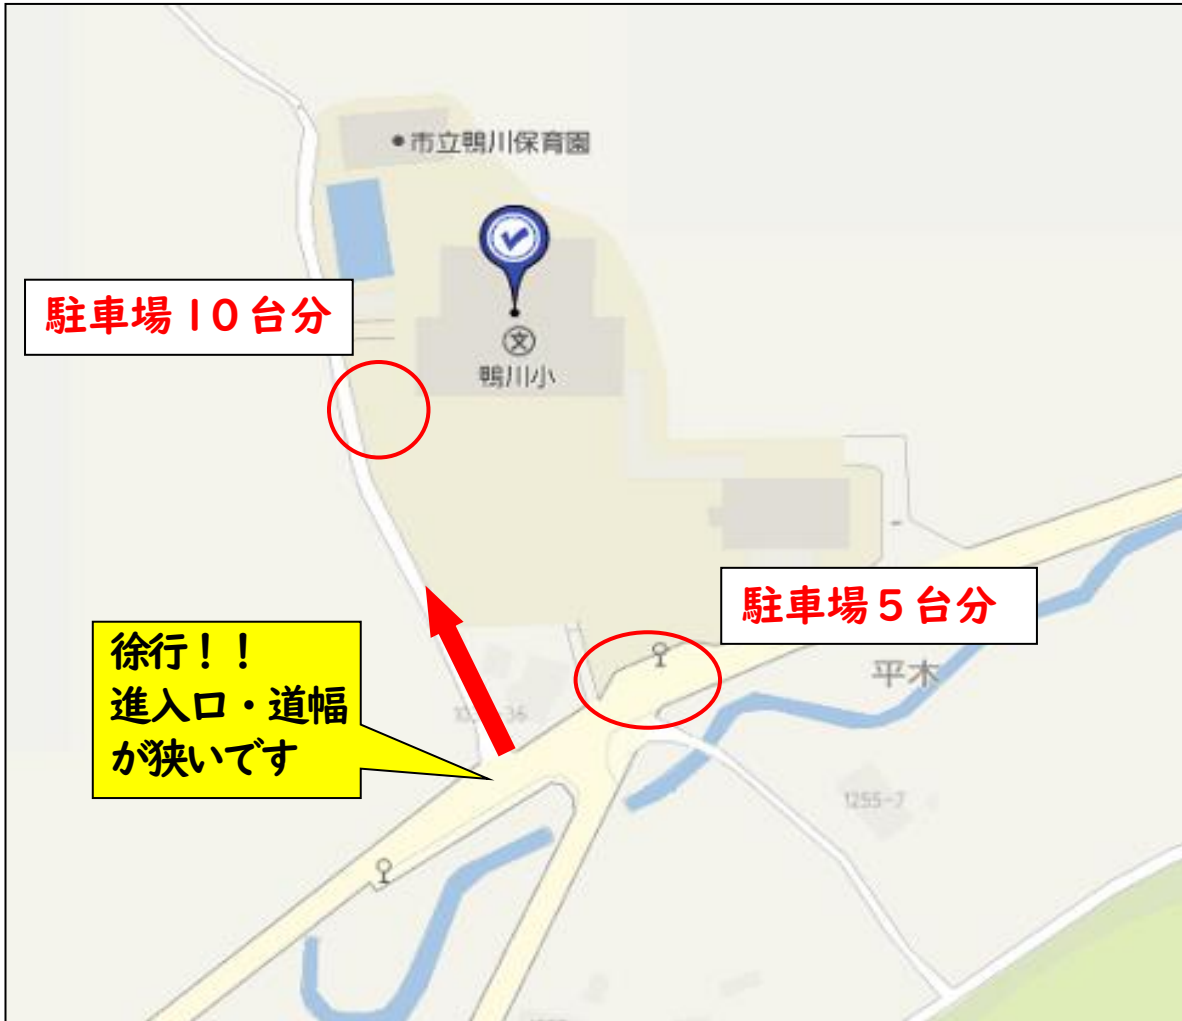 市立鴨川保育園
駐車場10台分
文
鴨川小
駐車場5台分
徐行！！
進入口・道幅
が狭いです
平木
1255-7